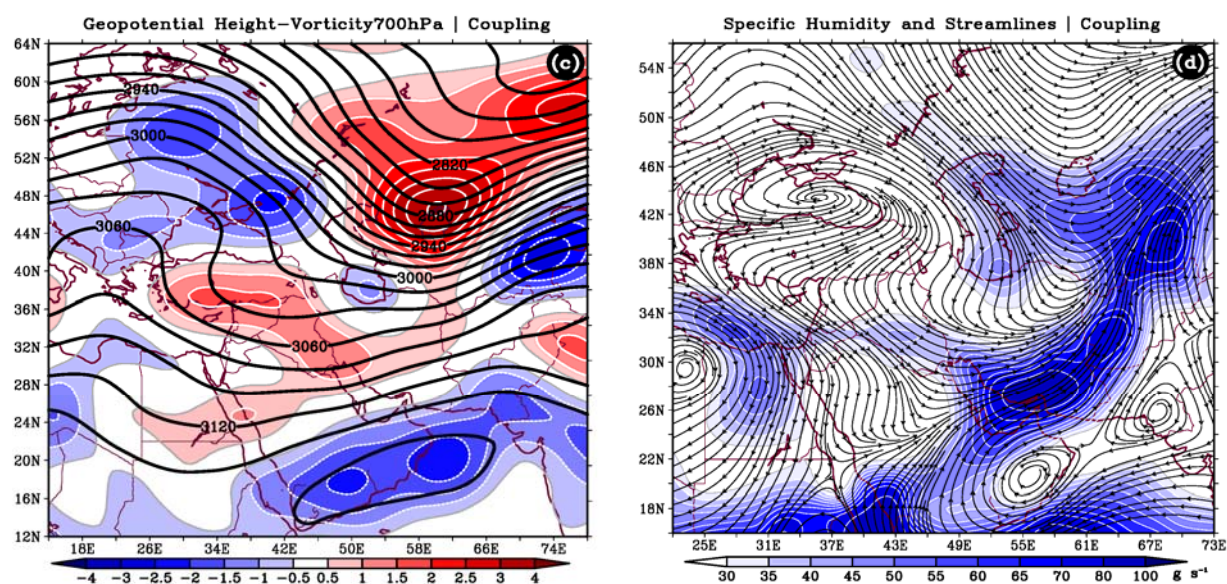 Geopotential Height−Vorticity700hPa | Coupling
(c)
64N
60N
56N
52N
48N
44N
40N
36N
32N
28N
24N
20N
16N
12N
2940
3000
2820
2880
3060
2940
3000
3060
3120
18E 26E 34E 42E 50E 58E 66E 74E
−4 −3 −2.5 −2 −1.5 −1 −0.5 0.5 1 1.5 2 2.5 3 4
Specific Humidity and Streamlines | Coupling
(d)
54N
50N
46N
42N
38N
34N
30N
26N
22N
18N
25E 31E 37E 43E 49E 55E 61E 67E 73E
30 35 40 45 50 55 60 70 80 100 g s⁻¹